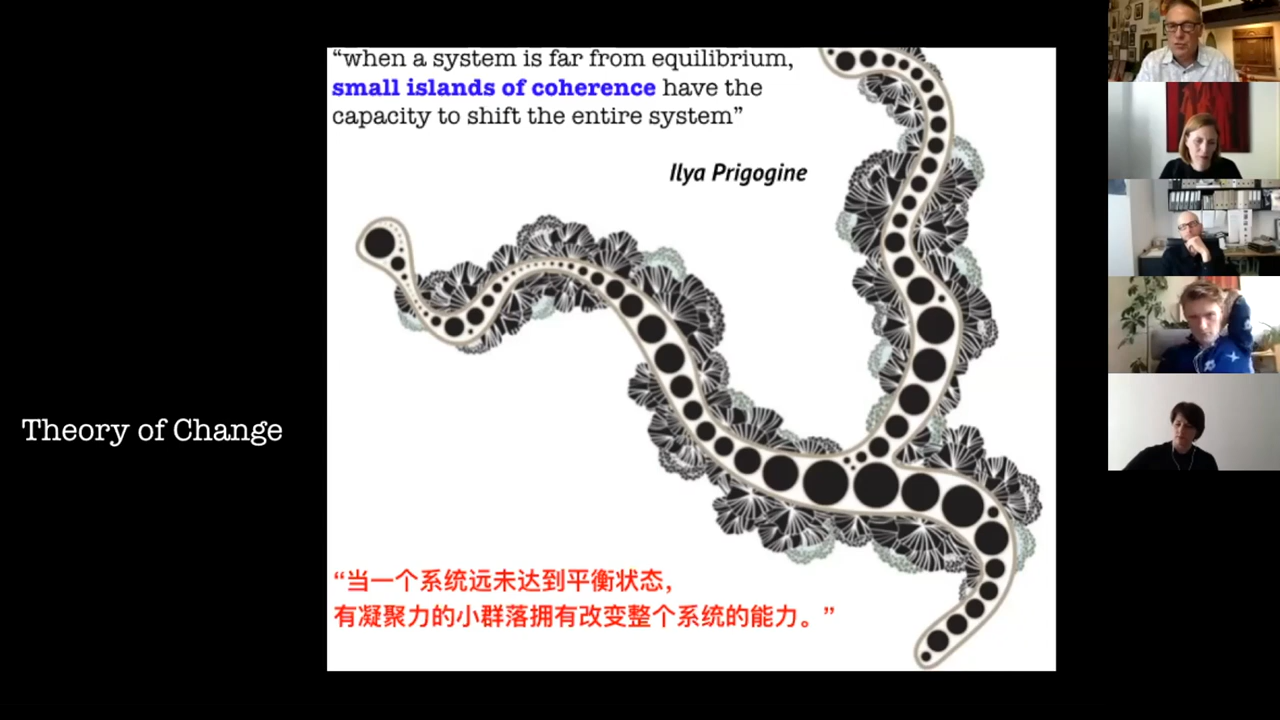 “when a system is far from equilibrium,
small islands of coherence have the
capacity to shift the entire system”
Ilya Prigogine
Theory of Change
“当一个系统远未达到平衡状态，
有凝聚力的小群落拥有改变整个系统的能力。”